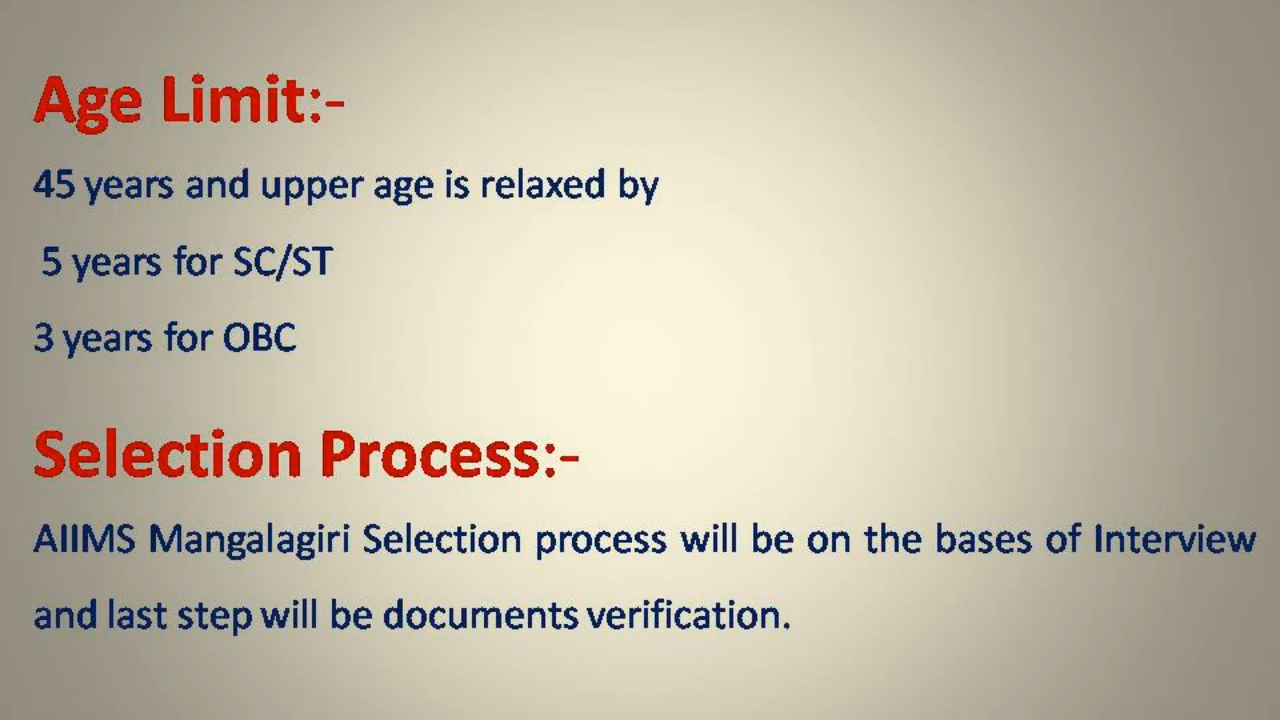 Age Limit:-
45 years and upper age is relaxed by
5 years for SC/ST
3 years for OBC
Selection Process:-
AIIMS Mangalagiri Selection process will be on the bases of Interview
and last step will be documents verification.